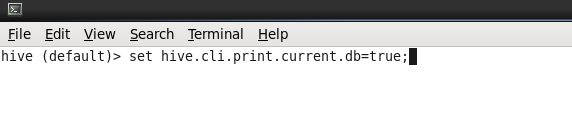 File Edit View Search Terminal Help
hive (default)> set hive.cli.print.current.db=true;